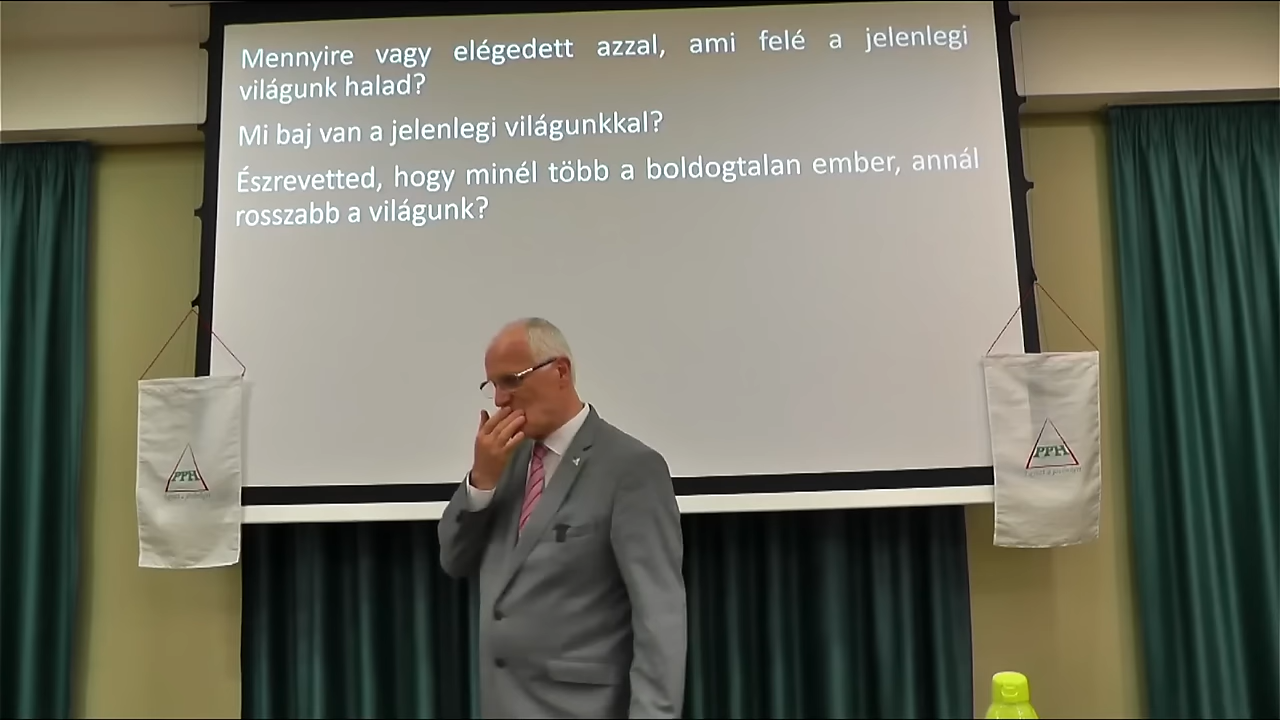 Mennyire vagy elégedett azzal, ami felé a jelenlegi
világunk halad?
Mi baj van a jelenlegi világunkkal?
Észrevetted, hogy minél több a boldogtalan ember, annál
rosszabb a világunk?
PPH
PPH